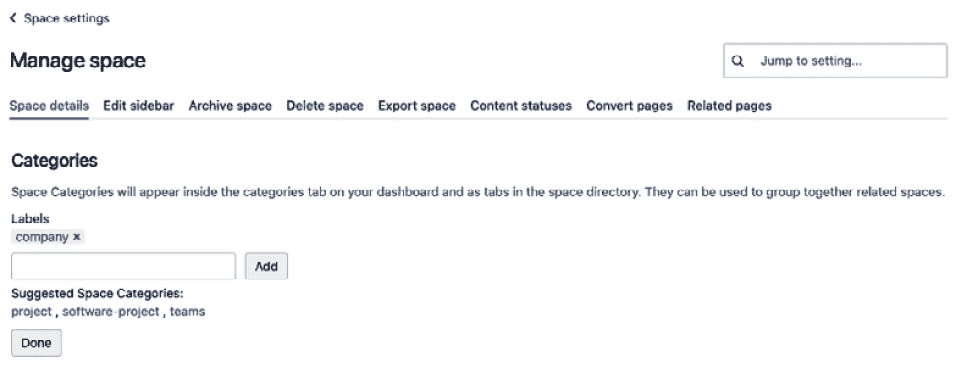 Space settings
Manage space
Jump to setting...
Space details Edit sidebar Archive space Delete space Export space Content statuses Convert pages Related pages
Categories
Space Categories will appear inside the categories tab on your dashboard and as tabs in the space directory. They can be used to group together related spaces.
Labels
company ×
Add
Suggested Space Categories:
project , software-project , teams
Done